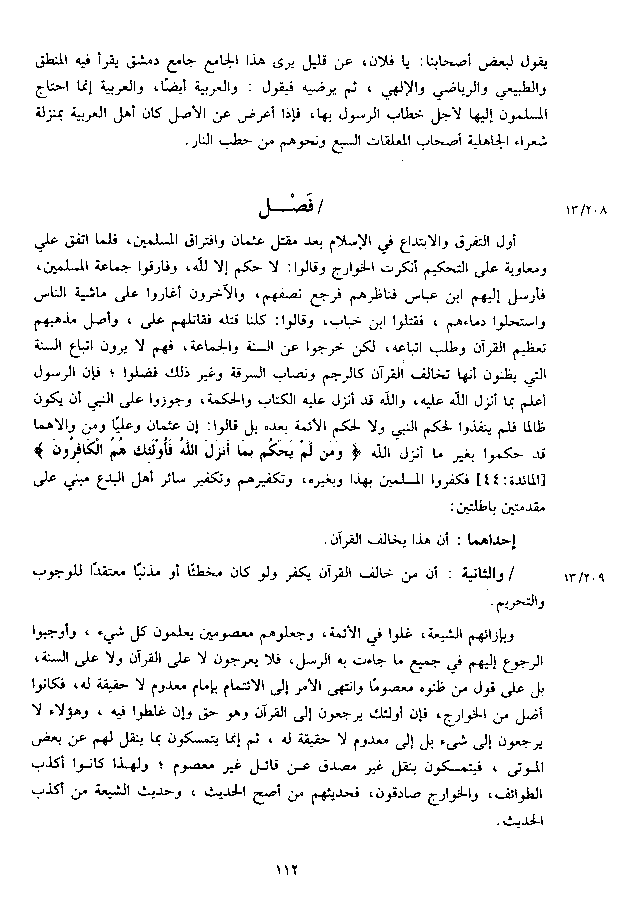 يقول لبعض أصحابنا: يا فلان، عن قليل يرى هذا الجامع جامع دمشق يقرأ فيه المنطق
والطبيعي والرياضي والإلهي ، ثم يرضيه فيقول : والعربية أيضًا، والعربية إنما احتاج
المسلمون إليها لأجل خطاب الرسول بها، فإذا أعرض عن الأصل كان أهل العربية بمنزلة
شعراء الجاهلية أصحاب المعلقات السبع ونحوهم من حطب النار.
١٣/٢٠٨
/ فَصْــل
أول التفرق والابتداع في الإسلام بعد مقتل عثمان وافتراق المسلمين، فلما اتفق علي
ومعاوية على التحكيم أنكرت الخوارج وقالوا: لا حكم إلا لله، وفارقوا جماعة المسلمين،
فأرسل إليهم ابن عباس فناظرهم فرجع نصفهم، والآخرون أغاروا على ماشية الناس
واستحلوا دماءهم ، فقتلوا ابن خباب، وقالوا: كلنا قتله فقاتلهم على ، وأصل مذهبهم
تعظيم القرآن وطلب اتباعه، لكن خرجوا عن السنة والجماعة، فهم لا يرون اتباع السنة
التي يظنون أنها تخالف القرآن كالرجم ونصاب السرقة وغير ذلك فضلوا ؛ فإن الرسول
أعلم بما أنزل الله عليه، والله قد أنزل عليه الكتاب والحكمة، وجوزوا على النبي أن يكون
ظالما فلم ينفذوا لحكم النبي ولا لحكم الأئمة بعده بل قالوا: إن عثمان وعليًا ومن والاهما
قد حكموا بغير ما أنزل الله ﴿ وَمَن لَّمْ يَحْكُم بِمَا أَنزَلَ اللَّهُ فَأُوْلَئِكَ هُمُ الْكَافِرُونَ ﴾
[المائدة:٤٤] فكفروا المسلمين بهذا وبغيره، وتكفيرهم وتكفير سائر أهل البدع مبني على
مقدمتين باطلتين:
إحداهما : أن هذا يخالف القرآن.
١٣/٢٠٩
/ والثانية : أن من خالف القرآن يكفر ولو كان مخطئًا أو مذنبًا معتقدًا للوجوب
والتحريم.
وبإزائهم الشيعة، غلوا في الأئمة، وجعلوهم معصومين يعلمون كل شيء ، وأوجبوا
الرجوع إليهم في جميع ما جاءت به الرسل، فلا يعرجون لا على القرآن ولا على السنة،
بل على قول من ظنوه معصومًا وانتهى الأمر إلى الائتمام بإمام معدوم لا حقيقة له، فكانوا
أضل من الخوارج، فإن أولئك يرجعون إلى القرآن وهو حق وإن غلطوا فيه ، وهؤلاء لا
يرجعون إلى شيء بل إلى معدوم لا حقيقة له ، ثم إنما يتمسكون بما ينقل لهم عن بعض
الموتى ، فيتمسكون بنقل غير مصدق عن قائل غير معصوم ؛ ولهذا كانوا أكذب
الطوائف، والخوارج صادقون، فحديثهم من أصح الحديث ، وحديث الشيعة من أكذب
الحديث.
١١٢